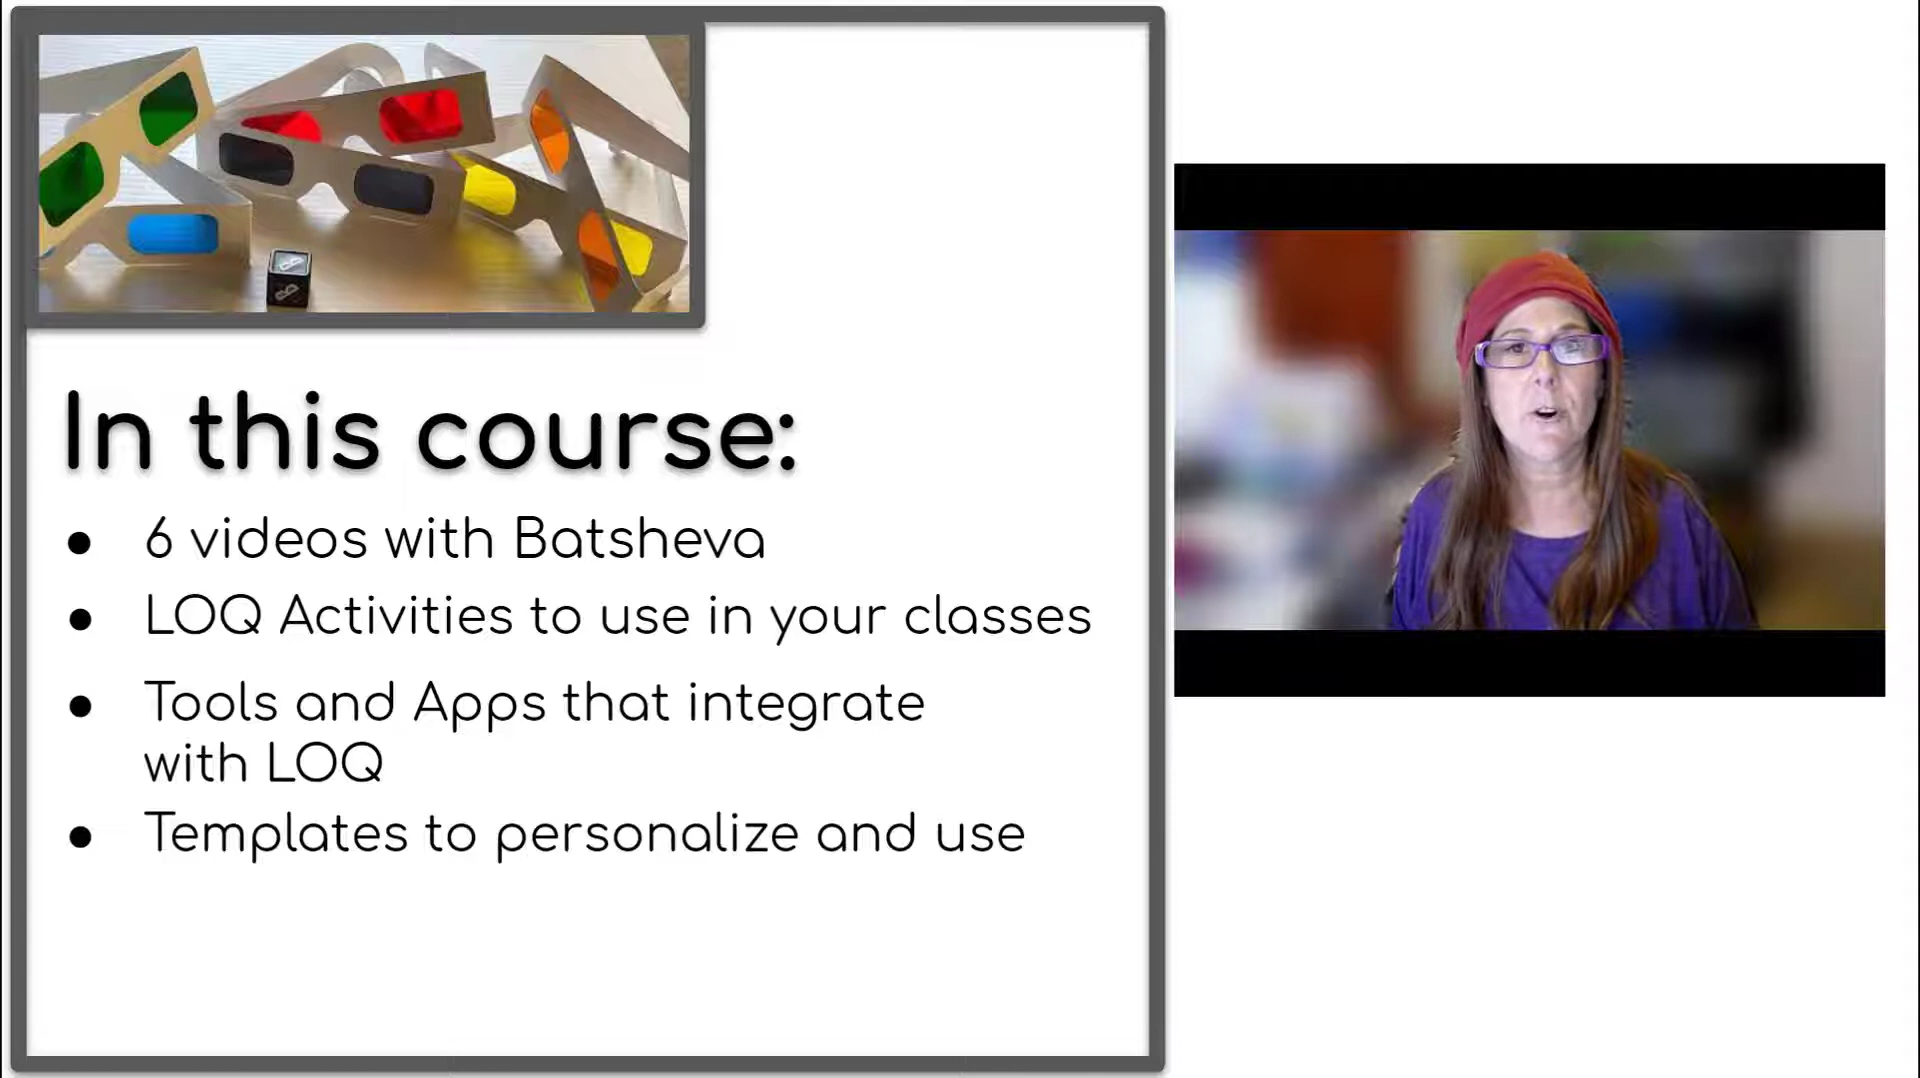 In this course:
● 6 videos with Batsheva
● LOQ Activities to use in your classes
● Tools and Apps that integrate
with LOQ
● Templates to personalize and use